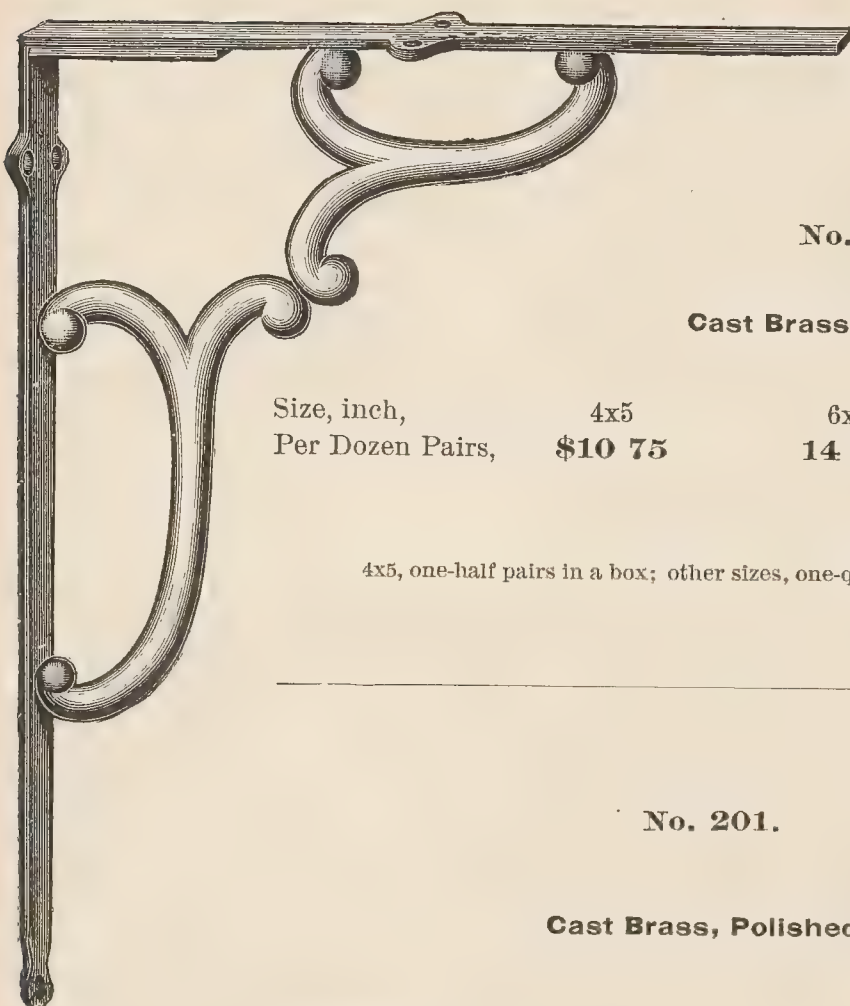 No.
Cast Brass
Size, inch, 4x5 6x
Per Dozen Pairs, $10 75 14
4x5, one-half pairs in a box; other sizes, one-q
No. 201.
Cast Brass, Polished